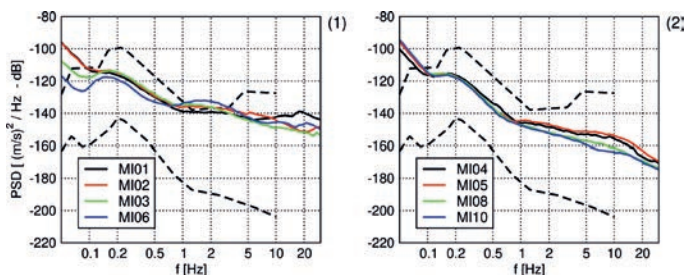 -80
-100
-120
-140
-160
-180
-200
-220
PSD [ (m/s)² / Hz - dB]
MI01
MI02
MI03
MI06
0.1 0.2 0.5 1 2 5 10 20
f [Hz]
(1)
-80
-100
-120
-140
-160
-180
-200
-220
MI04
MI05
MI08
MI10
0.1 0.2 0.5 1 2 5 10 20
f [Hz]
(2)